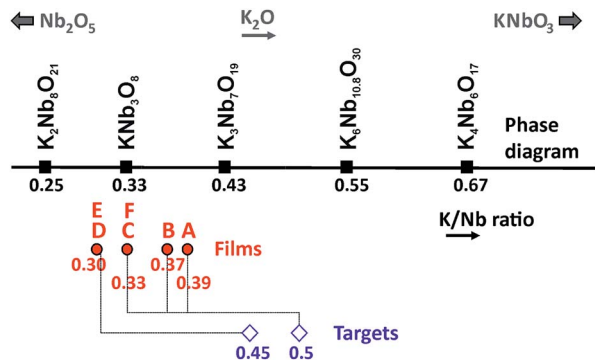 Nb₂O₅ K₂O KNbO₃
K₂Nb₈O₂₁
KNb₃O₈
K₃Nb₇O₁₉
K₆Nb₁₀.₈O₃₀
K₄Nb₆O₁₇
Phase
diagram
0.25 0.33 0.43 0.55 0.67
K/Nb ratio
E F
D C B A
Films
0.30 0.37
0.33 0.39
Targets
0.45 0.5